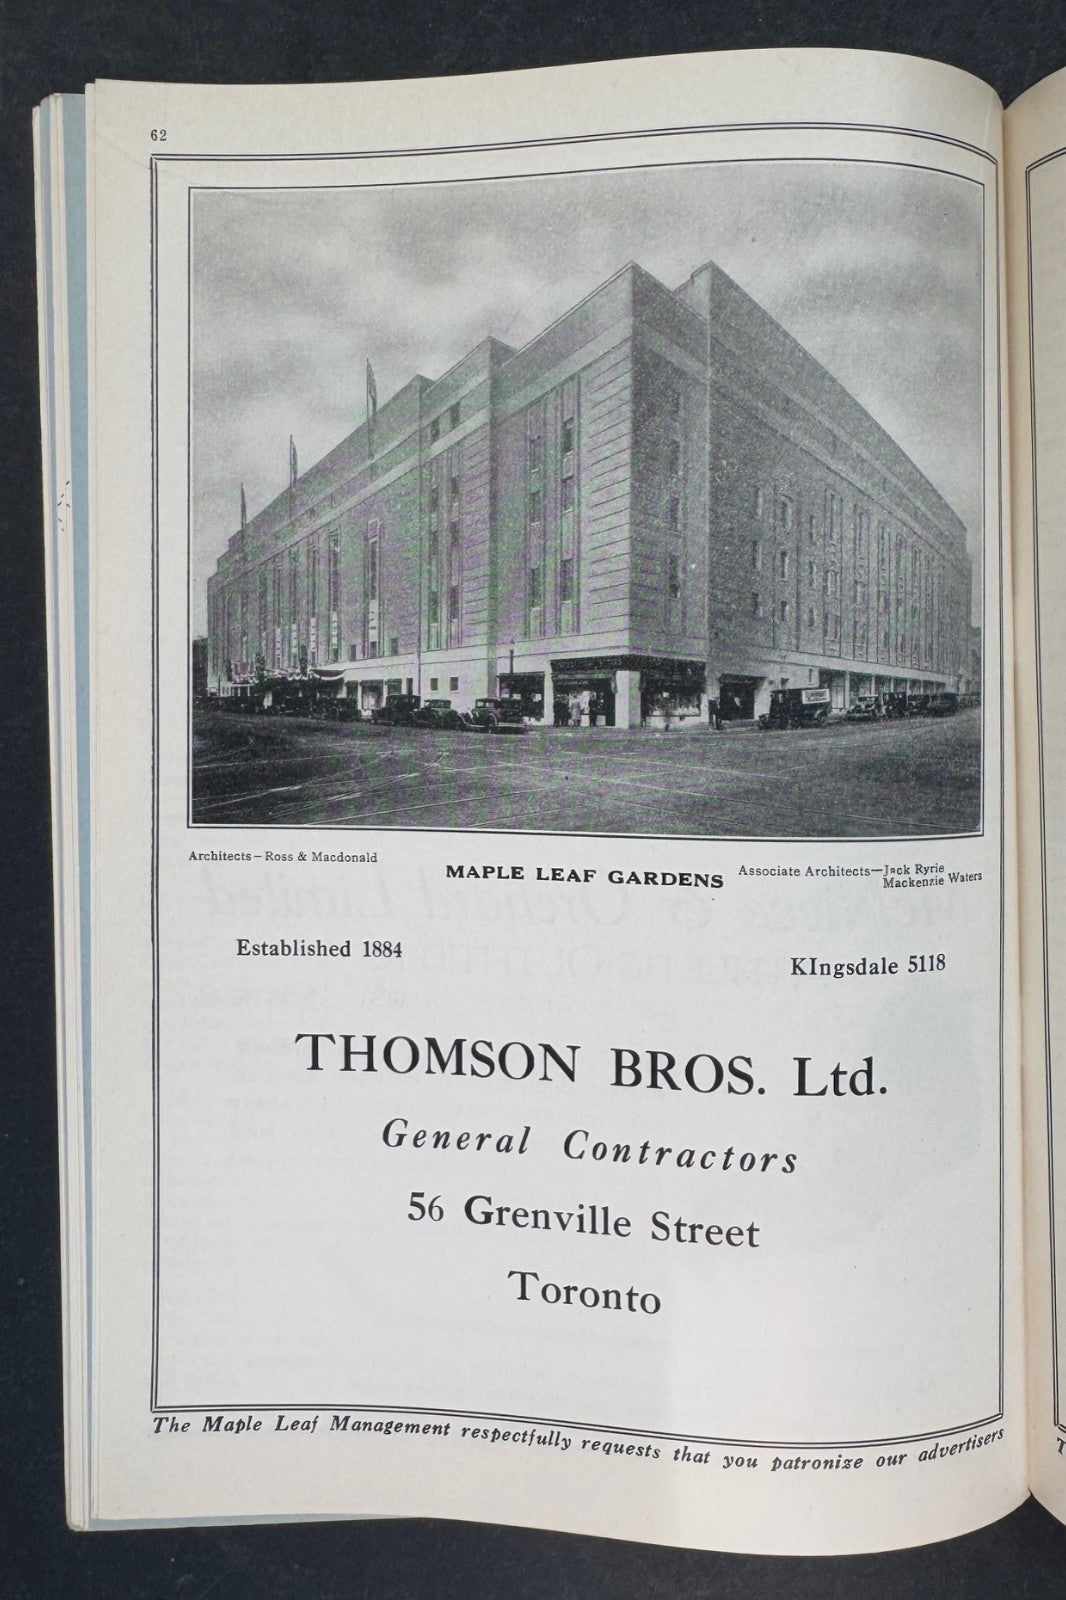 62
Architects—Ross & Macdonald
MAPLE LEAF GARDENS
Associate Architects—Jack Ryrie
Mackenzie Waters
Established 1884
KIngsdale 5118
THOMSON BROS. Ltd.
General Contractors
56 Grenville Street
Toronto
The Maple Leaf Management respectfully requests that you patronize our advertisers